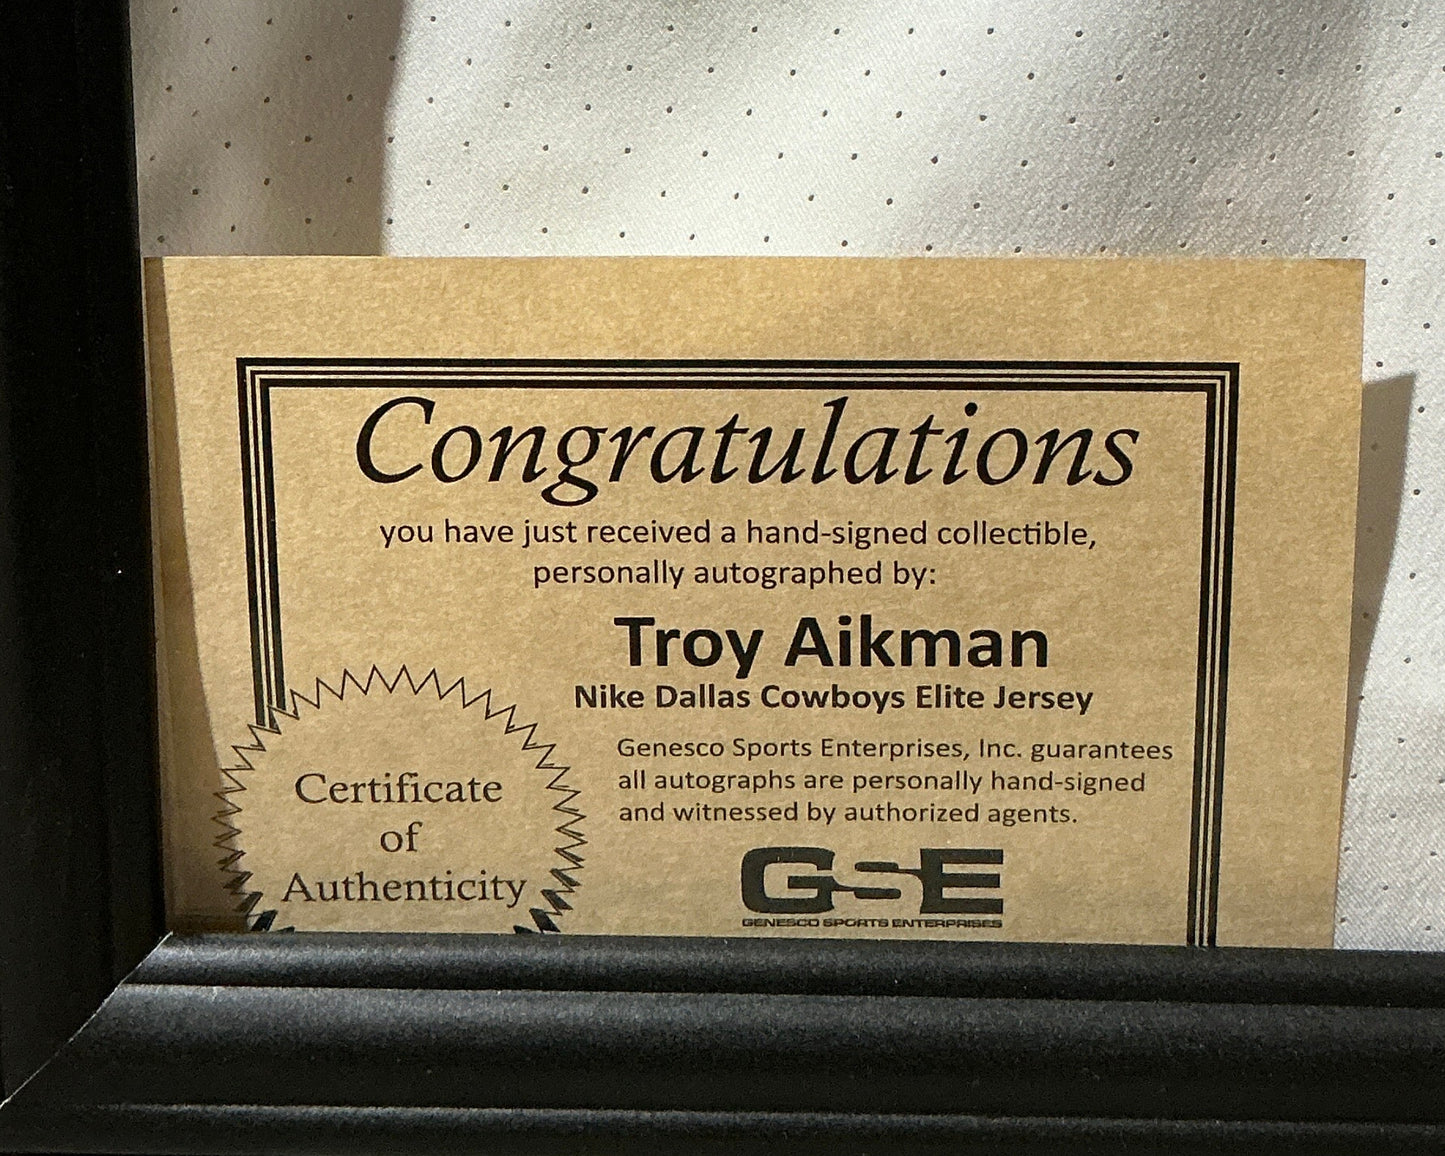 Congratulations
you have just received a hand-signed collectible,
personally autographed by:
Troy Aikman
Nike Dallas Cowboys Elite Jersey
Genesco Sports Enterprises, Inc. guarantees
all autographs are personally hand-signed
and witnessed by authorized agents.
Certificate
of
Authenticity
GSE
GENESCO SPORTS ENTERPRISES